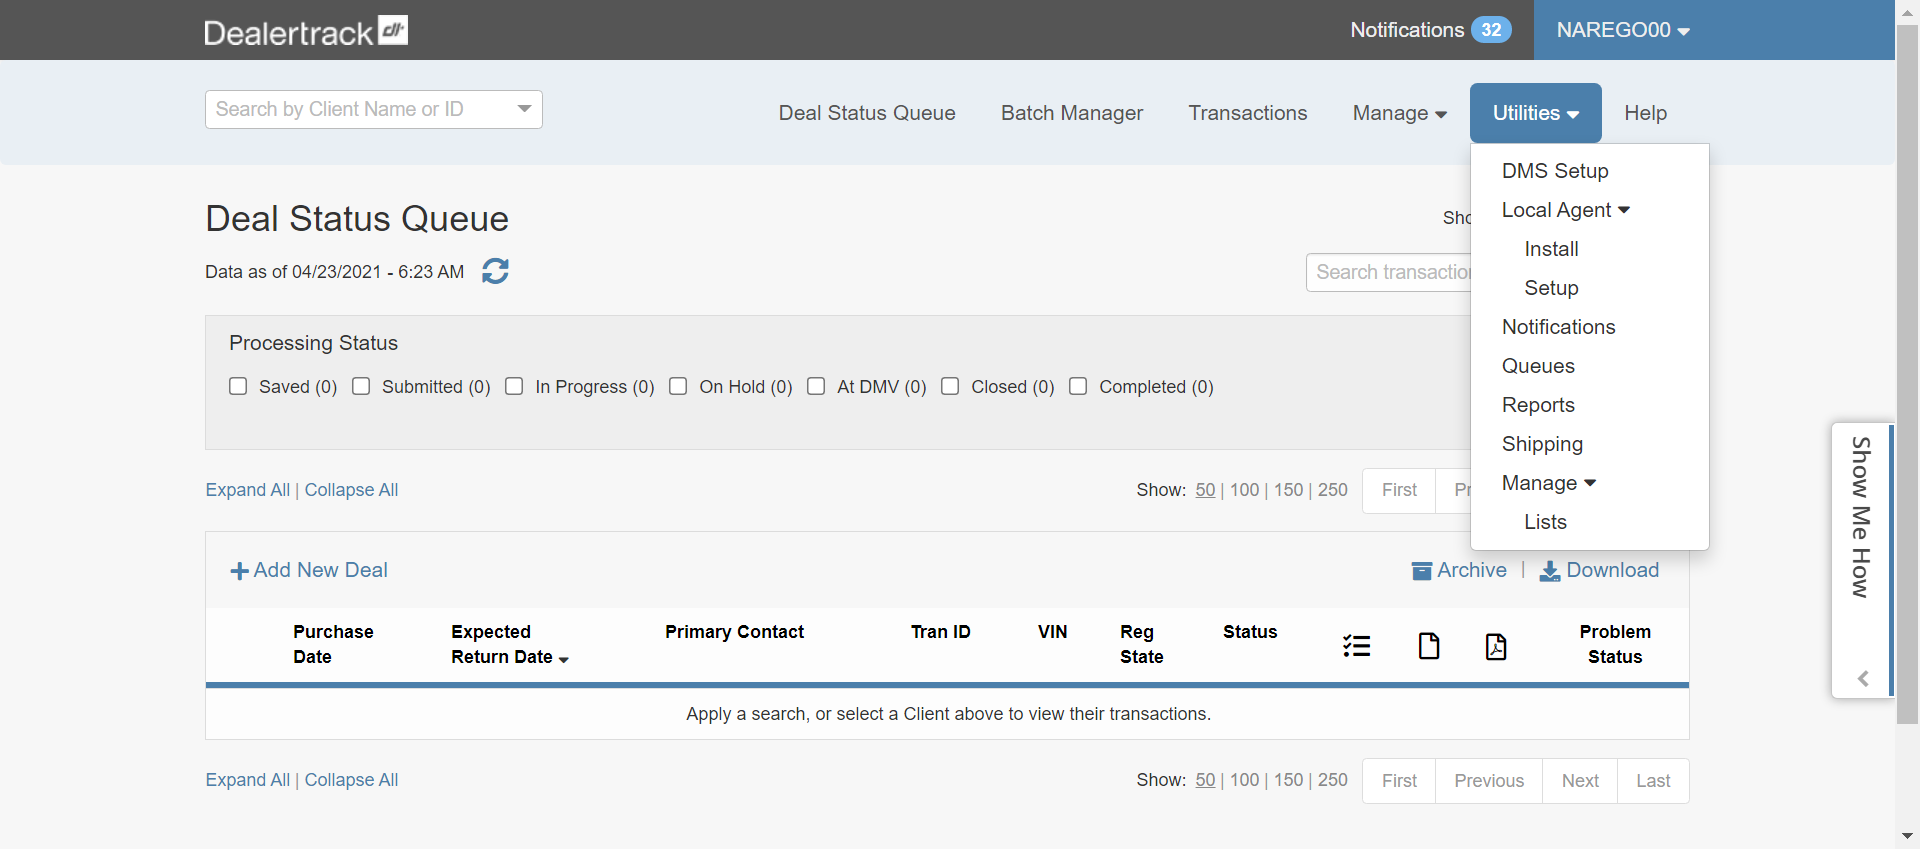 Dealertrack dt
Notifications 32
NAREGO00
Search by Client Name or ID
Deal Status Queue
Batch Manager
Transactions
Manage
Utilities
Help
DMS Setup
Local Agent
Install
Setup
Notifications
Queues
Reports
Shipping
Manage
Lists
Deal Status Queue
Data as of 04/23/2021 - 6:23 AM
Processing Status
Saved (0) Submitted (0) In Progress (0) On Hold (0) At DMV (0) Closed (0) Completed (0)
Expand All | Collapse All
Show: 50 | 100 | 150 | 250
First
Add New Deal
Archive | Download
Purchase Date
Expected Return Date
Primary Contact
Tran ID
VIN
Reg State
Status
Problem Status
Apply a search, or select a Client above to view their transactions.
Expand All | Collapse All
Show: 50 | 100 | 150 | 250
First Previous Next Last
Show Me How